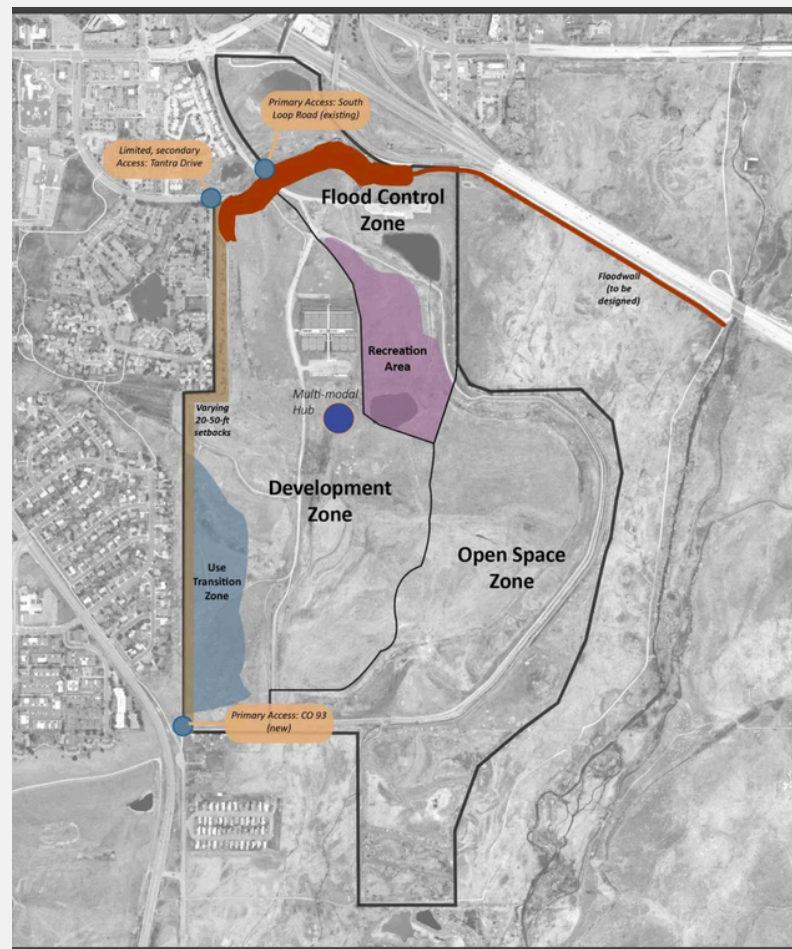 Primary Access: South
Loop Road (existing)
Limited, secondary
Access: Tantra Drive
Flood Control
Zone
Floodwall
(to be
designed)
Recreation
Area
Multi-modal
Hub
Varying
20-50-ft
setbacks
Development
Zone
Open Space
Zone
Use
Transition
Zone
Primary Access: CO 93
(new)